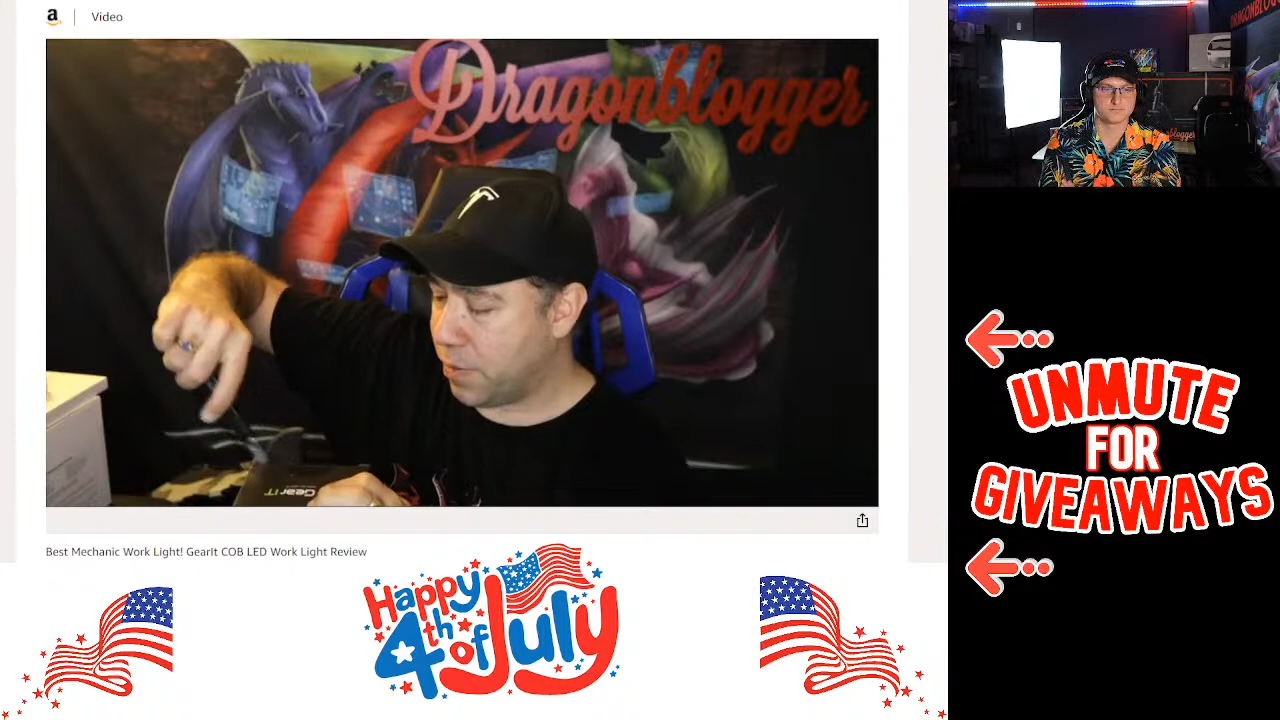 a
Video
Dragonblogger
GearIT
Best Mechanic Work Light! GearIt COB LED Work Light Review
Happy
4th of July
UNMUTE
FOR
GIVEAWAYS